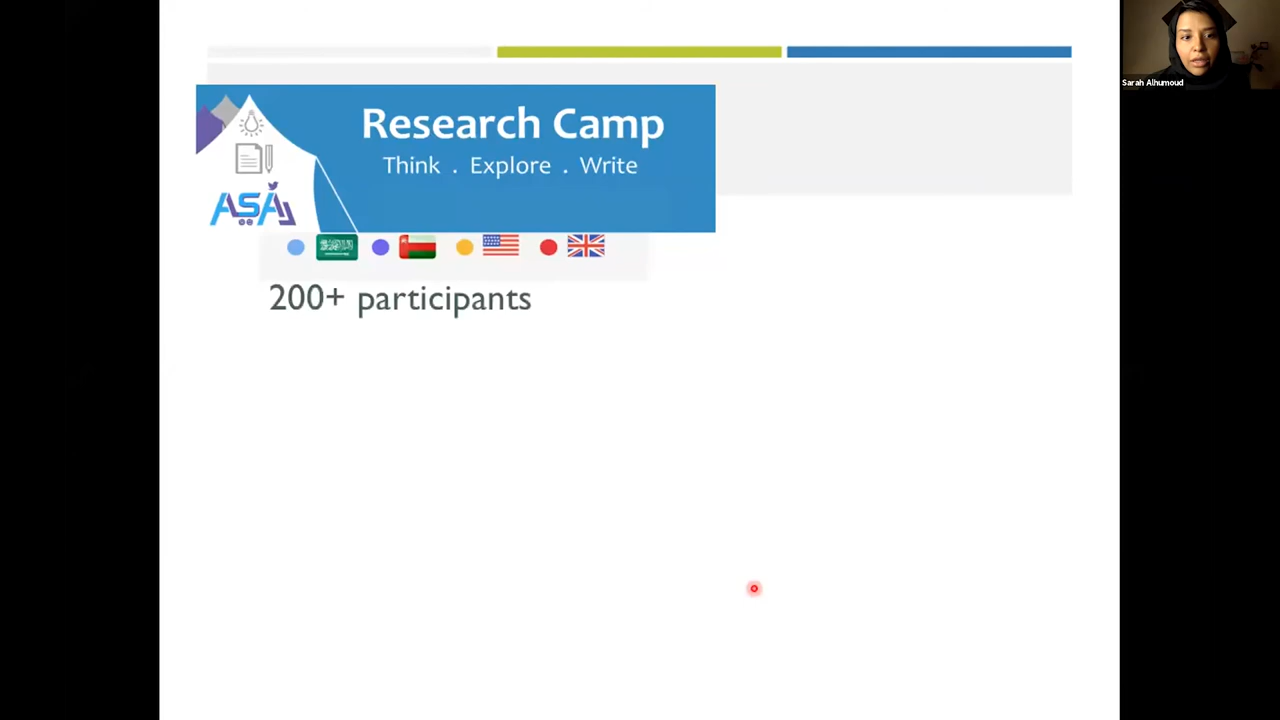 Research Camp
Think . Explore . Write
ASA
200+ participants
Sarah Alhumoud